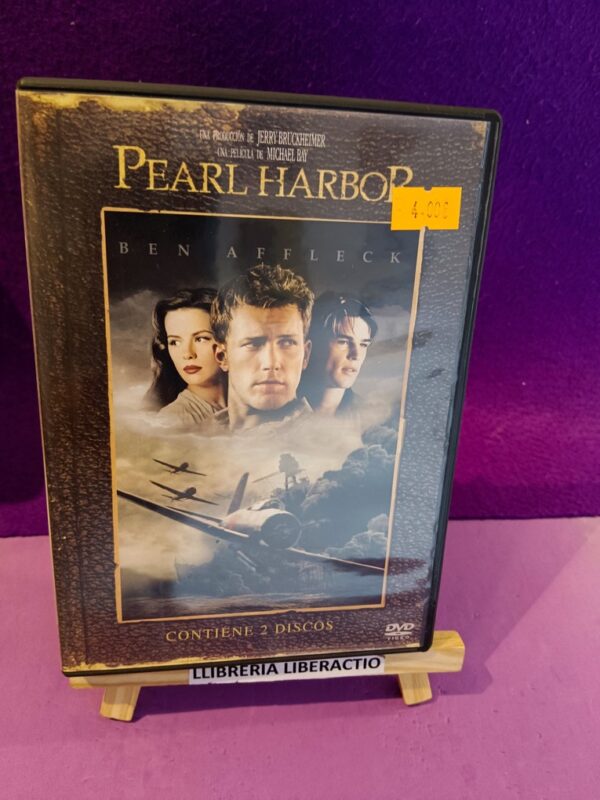 UNA PRODUCCIÓN DE JERRY BRUCKHEIMER
UNA PELÍCULA DE MICHAEL BAY
PEARL HARBOR
4.00€
BEN AFFLECK
CONTIENE 2 DISCOS
DVD
VIDEO
LLIBRERIA LIBERACTIO